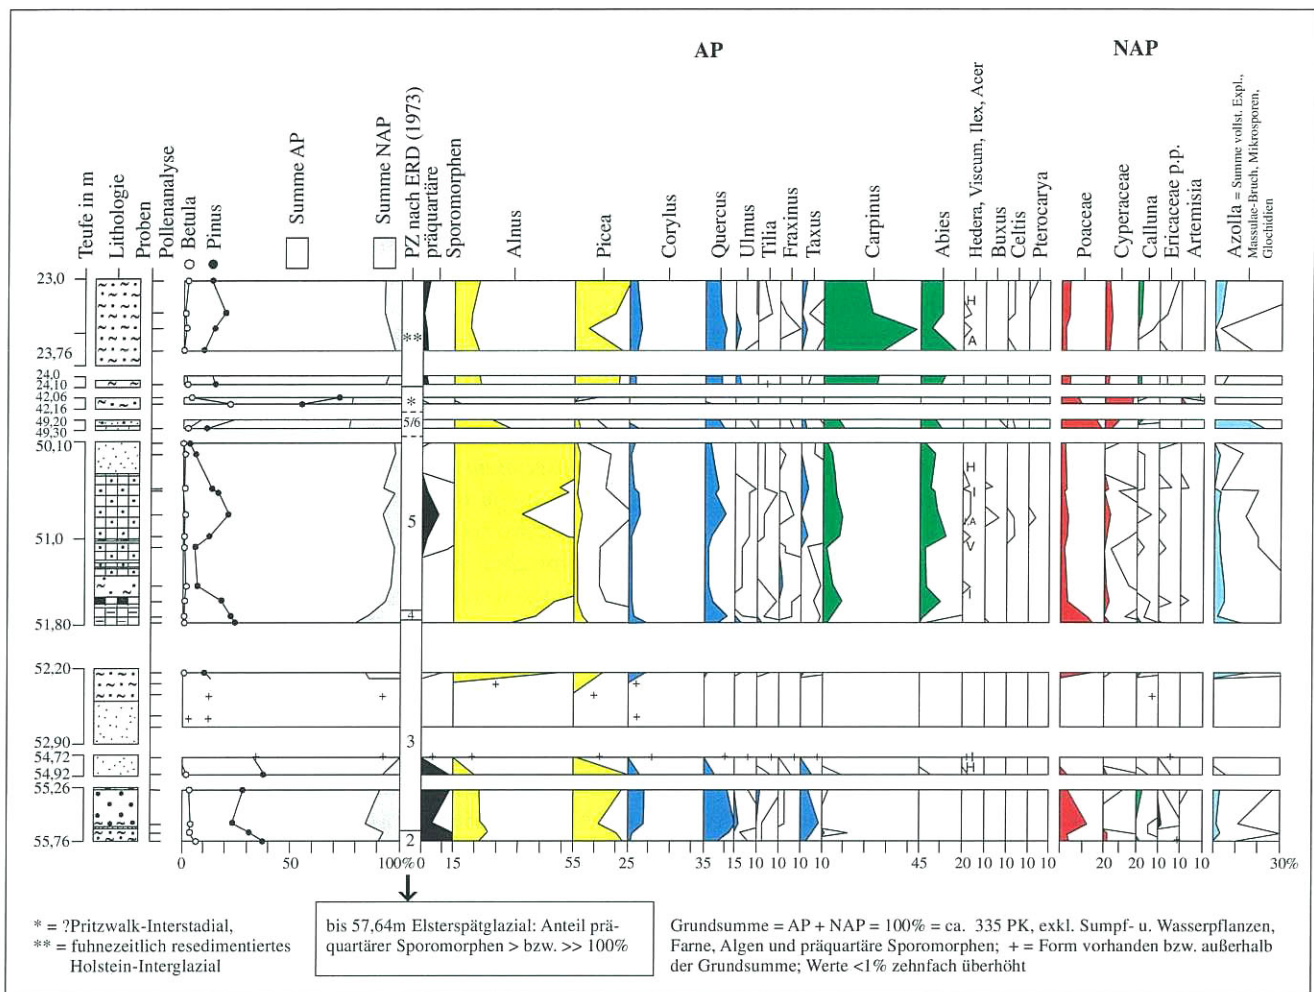 AP
NAP
Teufe in m
Lithologie
Proben
Pollenanalyse
Betula
Pinus
Summe AP
Summe NAP
PZ nach ERD (1973)
präquartäre
Sporomorphen
Alnus
Picea
Corylus
Quercus
Ulmus
Tilia
Fraxinus
Taxus
Carpinus
Abies
Hedera, Viscum, Ilex, Acer
Buxus
Celtis
Pterocarya
Poaceae
Cyperaceae
Calluna
Ericaceae p.p.
Artemisia
Azolla = Summe vollst. Expl.,
Massulae-Bruch, Mikrosporen,
Glochidien
23,0
H
**
A
23,76
24,0
24,10
42,06
*
42,16
49,20
5/6
49,30
50,10
H
I
5
I,A
51,0
V
I
4
51,80
52,20
52,90
3
54,72
I
54,92
H
55,26
2
55,76
0 50 100% 0 15 55 25 35 15 10 10 10 45 20 10 10 10 20 20 10 10 10 30%
* = ?Pritzwalk-Interstadial,
** = fuhnezeitlich resedimentiertes
Holstein-Interglazial
bis 57,64m Elsterspätglazial: Anteil prä-
quartärer Sporomorphen > bzw. >> 100%
Grundsumme = AP + NAP = 100% = ca. 335 PK, exkl. Sumpf- u. Wasserpflanzen,
Farne, Algen und präquartäre Sporomorphen; + = Form vorhanden bzw. außerhalb
der Grundsumme; Werte <1% zehnfach überhöht